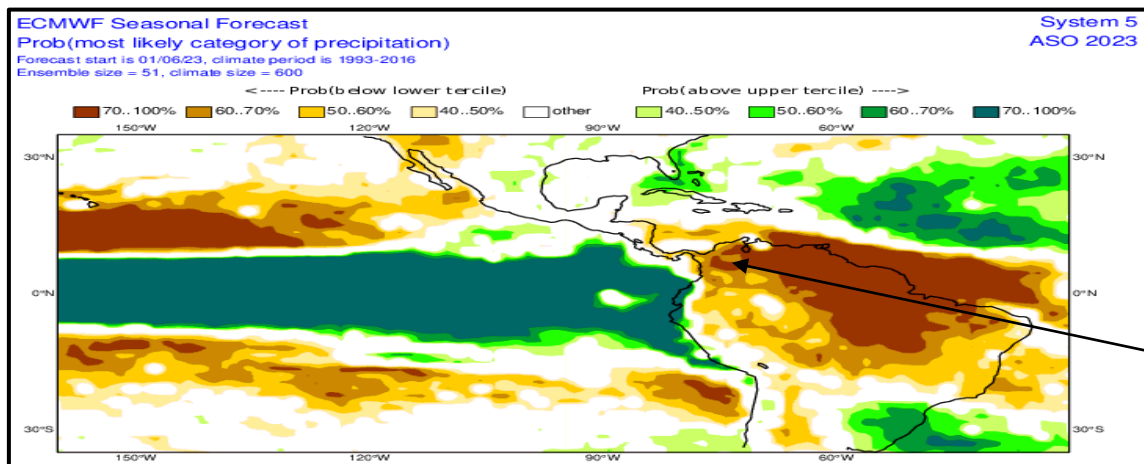 ECMWF Seasonal Forecast
System 5
Prob(most likely category of precipitation)
ASO 2023
Forecast start is 01/06/23, climate period is 1993-2016
Ensemble size = 51, climate size = 600
<---- Prob(below lower tercile)
Prob(above upper tercile) ---->
70..100% 60..70% 50..60% 40..50% other 40..50% 50..60% 60..70% 70..100%
150°W 120°W 90°W 60°W
30°N 30°N
0°N 0°N
30°S 30°S
150°W 120°W 90°W 60°W